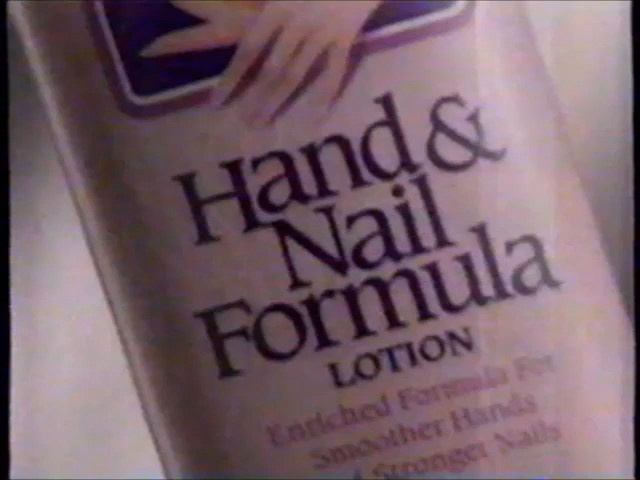 Hand &
Nail
Formula
LOTION
Enriched Formula For
Smoother Hands
Stronger Nails